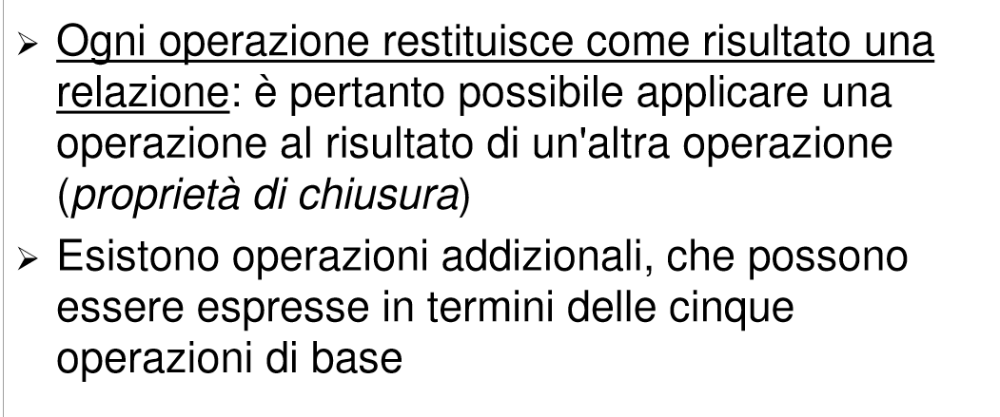 ➢ Ogni operazione restituisce come risultato una
relazione: è pertanto possibile applicare una
operazione al risultato di un'altra operazione
(proprietà di chiusura)
➢ Esistono operazioni addizionali, che possono
essere espresse in termini delle cinque
operazioni di base